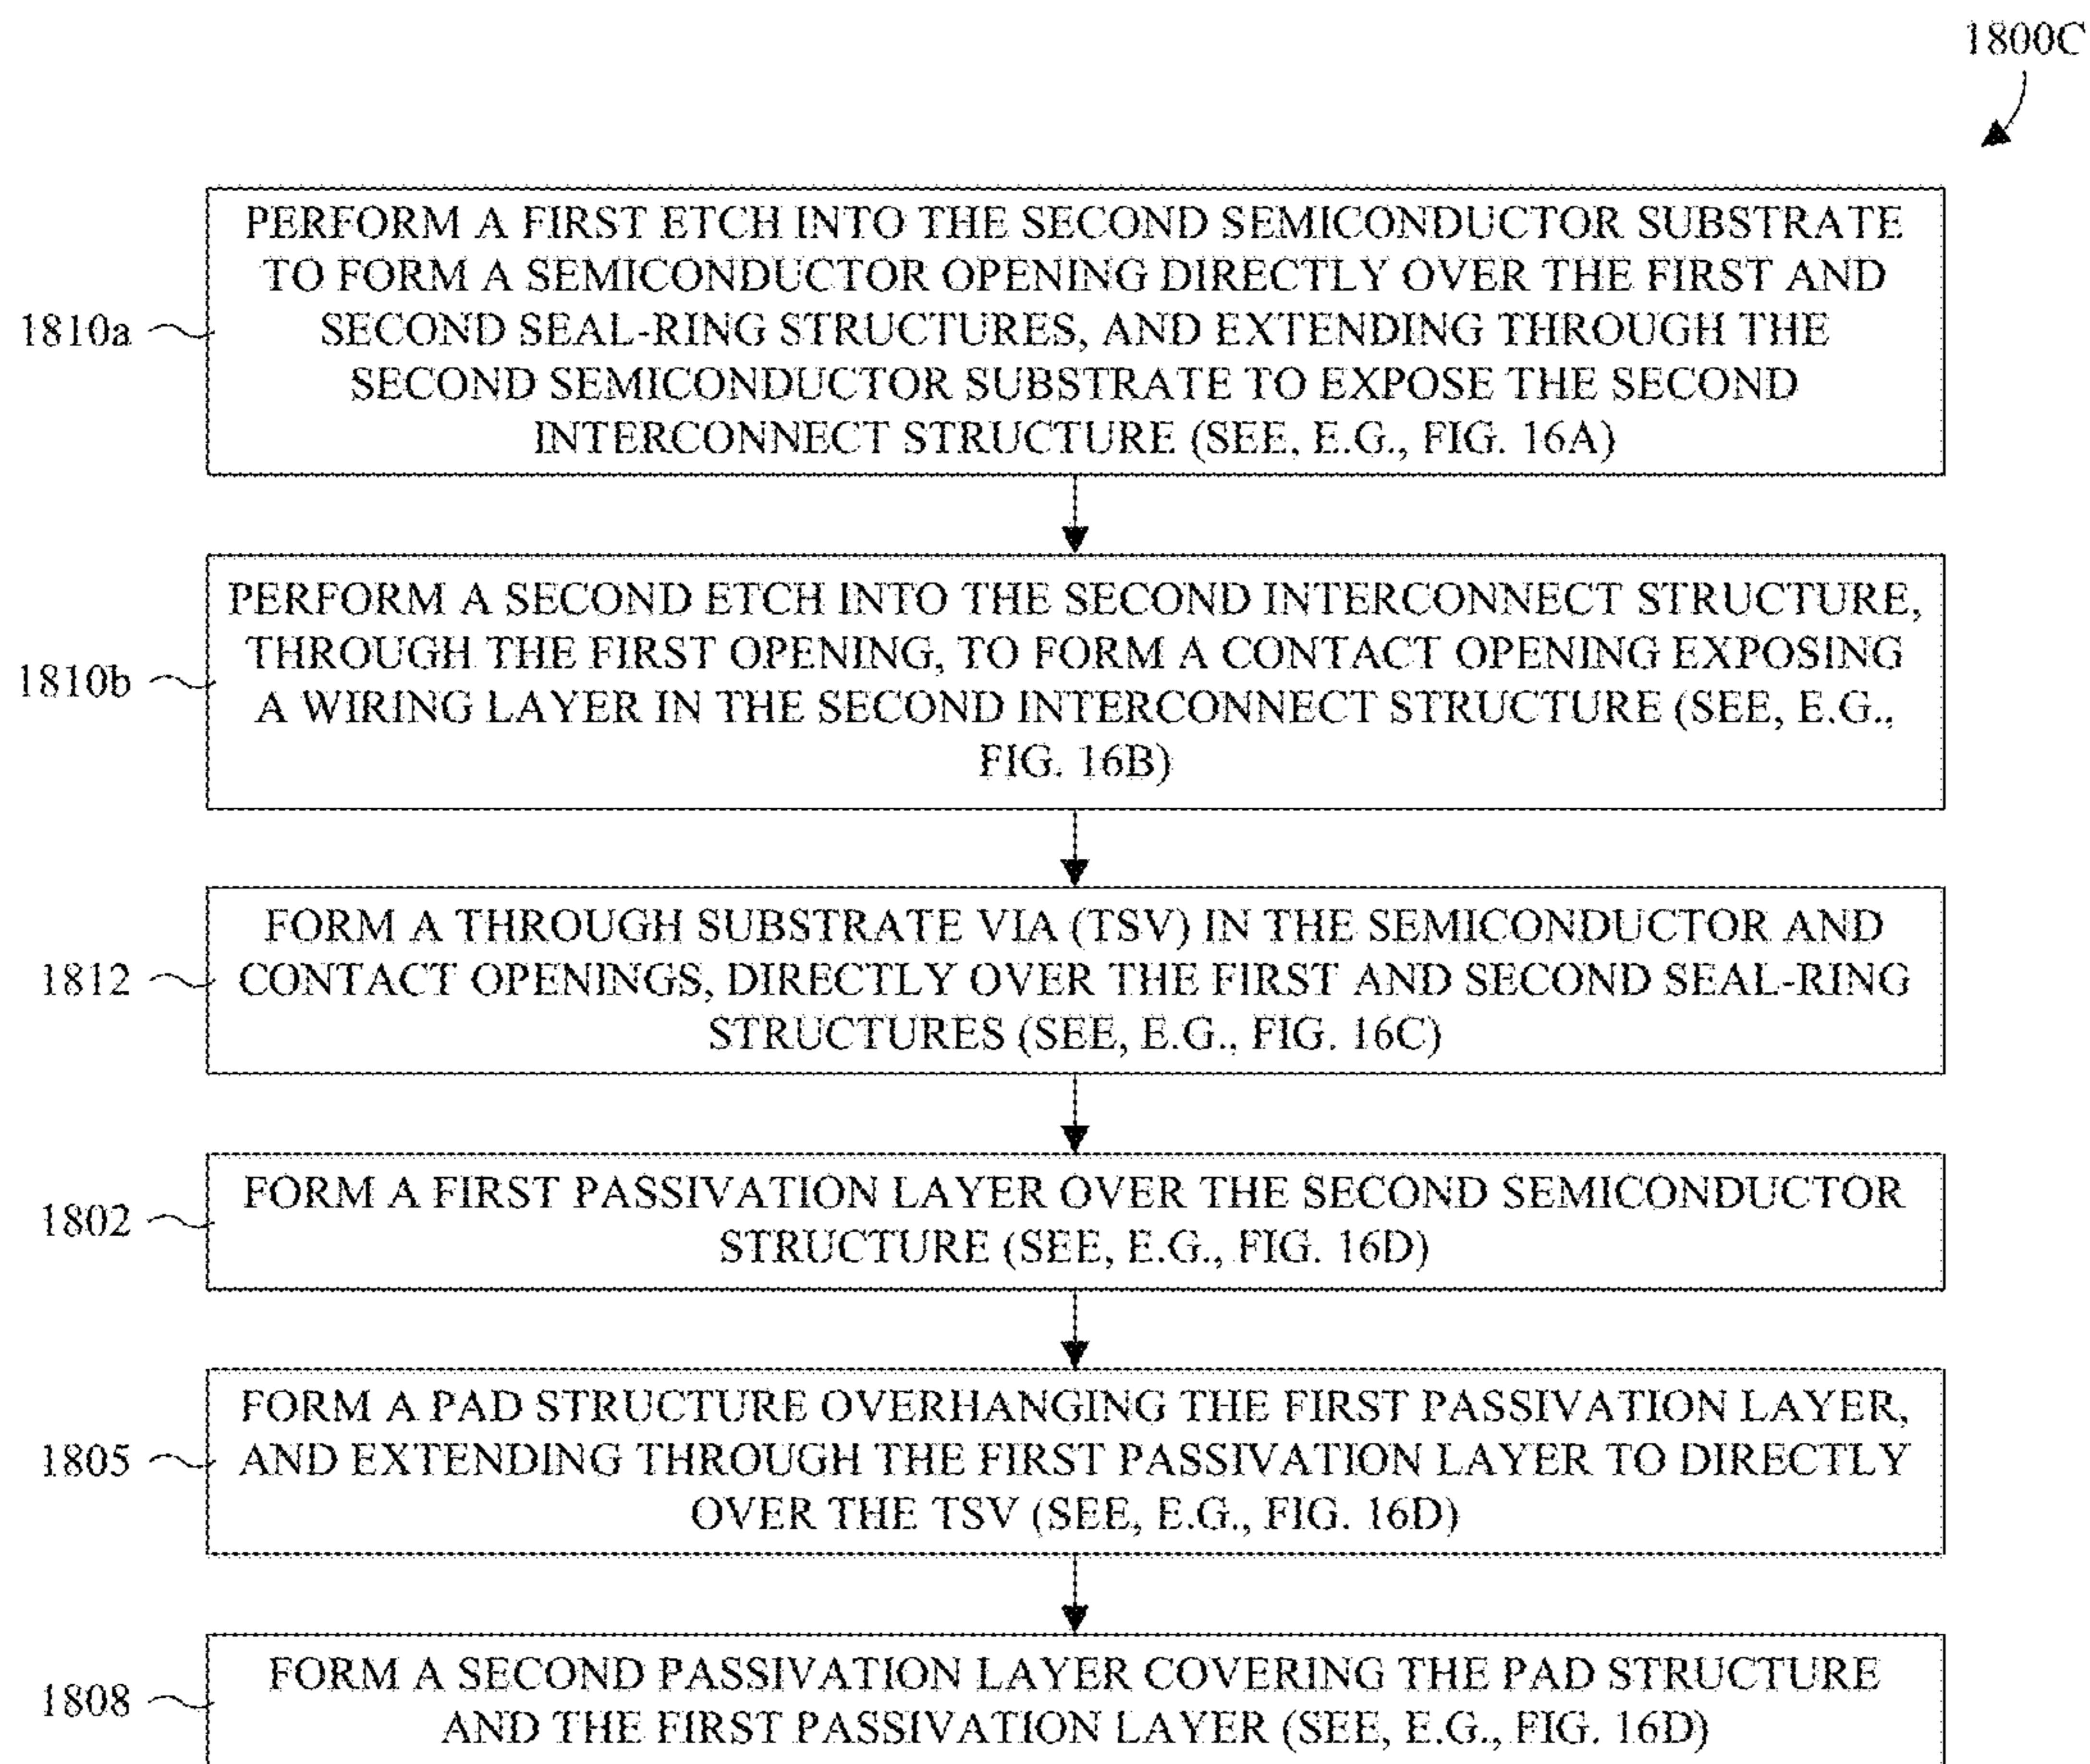 1800C
PERFORM A FIRST ETCH INTO THE SECOND SEMICONDUCTOR SUBSTRATE
TO FORM A SEMICONDUCTOR OPENING DIRECTLY OVER THE FIRST AND
SECOND SEAL-RING STRUCTURES, AND EXTENDING THROUGH THE
SECOND SEMICONDUCTOR SUBSTRATE TO EXPOSE THE SECOND
INTERCONNECT STRUCTURE (SEE, E.G., FIG. 16A)
1810a
PERFORM A SECOND ETCH INTO THE SECOND INTERCONNECT STRUCTURE,
THROUGH THE FIRST OPENING, TO FORM A CONTACT OPENING EXPOSING
A WIRING LAYER IN THE SECOND INTERCONNECT STRUCTURE (SEE, E.G.,
FIG. 16B)
1810b
FORM A THROUGH SUBSTRATE VIA (TSV) IN THE SEMICONDUCTOR AND
CONTACT OPENINGS, DIRECTLY OVER THE FIRST AND SECOND SEAL-RING
STRUCTURES (SEE, E.G., FIG. 16C)
1812
FORM A FIRST PASSIVATION LAYER OVER THE SECOND SEMICONDUCTOR
STRUCTURE (SEE, E.G., FIG. 16D)
1802
FORM A PAD STRUCTURE OVERHANGING THE FIRST PASSIVATION LAYER,
AND EXTENDING THROUGH THE FIRST PASSIVATION LAYER TO DIRECTLY
OVER THE TSV (SEE, E.G., FIG. 16D)
1805
FORM A SECOND PASSIVATION LAYER COVERING THE PAD STRUCTURE
AND THE FIRST PASSIVATION LAYER (SEE, E.G., FIG. 16D)
1808